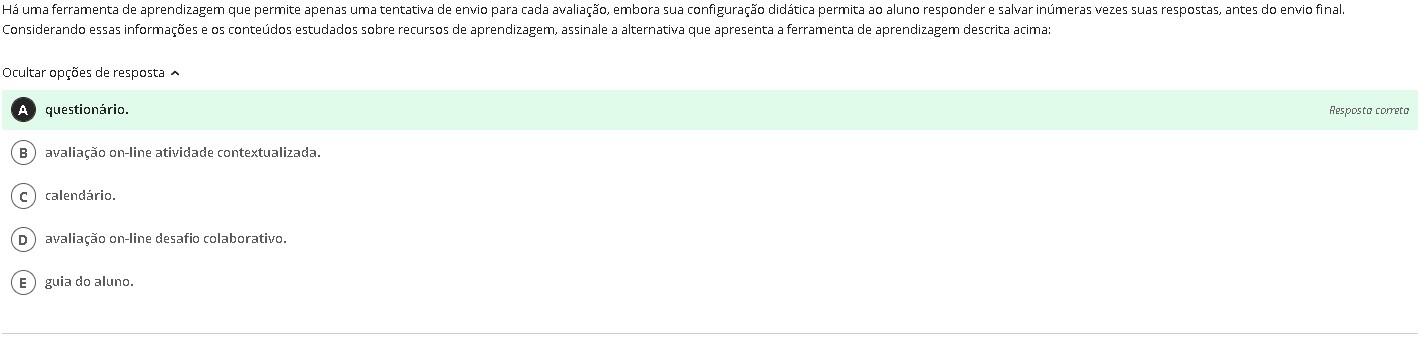 Há uma ferramenta de aprendizagem que permite apenas uma tentativa de envio para cada avaliação, embora sua configuração didática permita ao aluno responder e salvar inúmeras vezes suas respostas, antes do envio final.
Considerando essas informações e os conteúdos estudados sobre recursos de aprendizagem, assinale a alternativa que apresenta a ferramenta de aprendizagem descrita acima:
Ocultar opções de resposta
A questionário. Resposta correta
B avaliação on-line atividade contextualizada.
C calendário.
D avaliação on-line desafio colaborativo.
E guia do aluno.